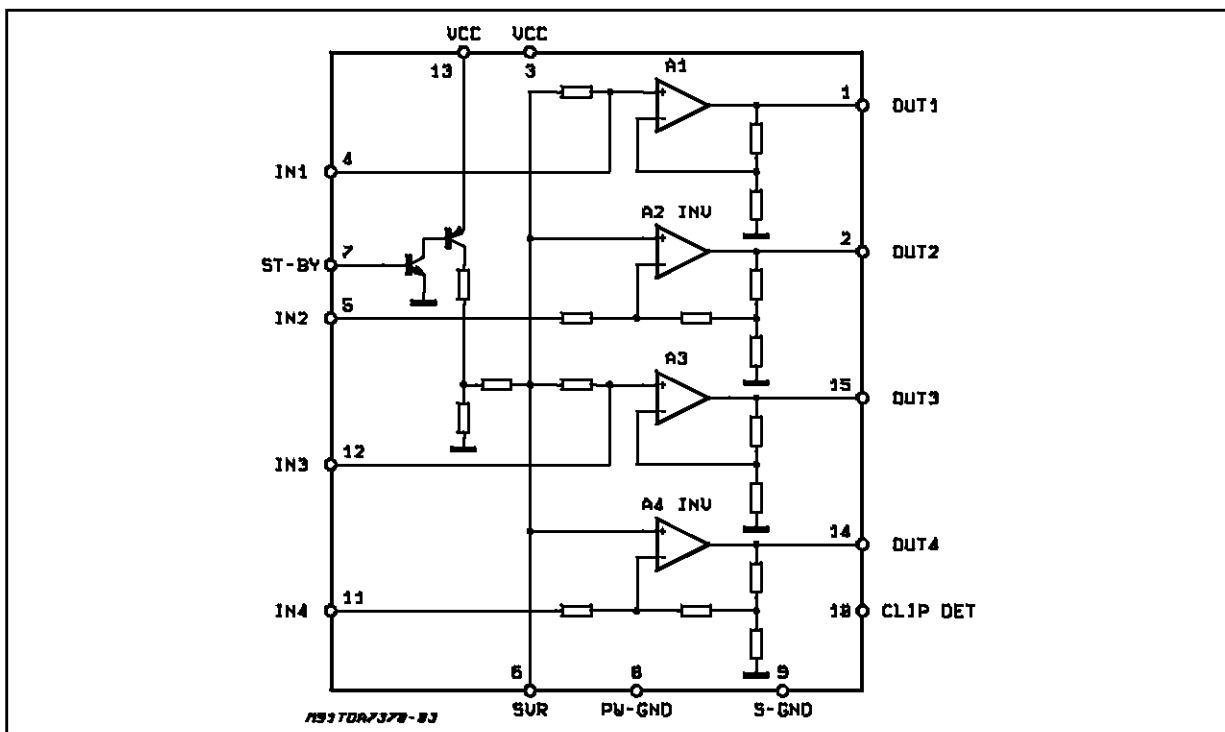 VCC VCC
13 3
A1
1 OUT1
4
IN1
A2 INV
2 OUT2
7
ST-BY
5
IN2
A3
15 OUT3
12
IN3
A4 INV
14 OUT4
11
IN4
10 CLIP DET
6 8 9
SVR PW-GND S-GND
M93TDA7370-03